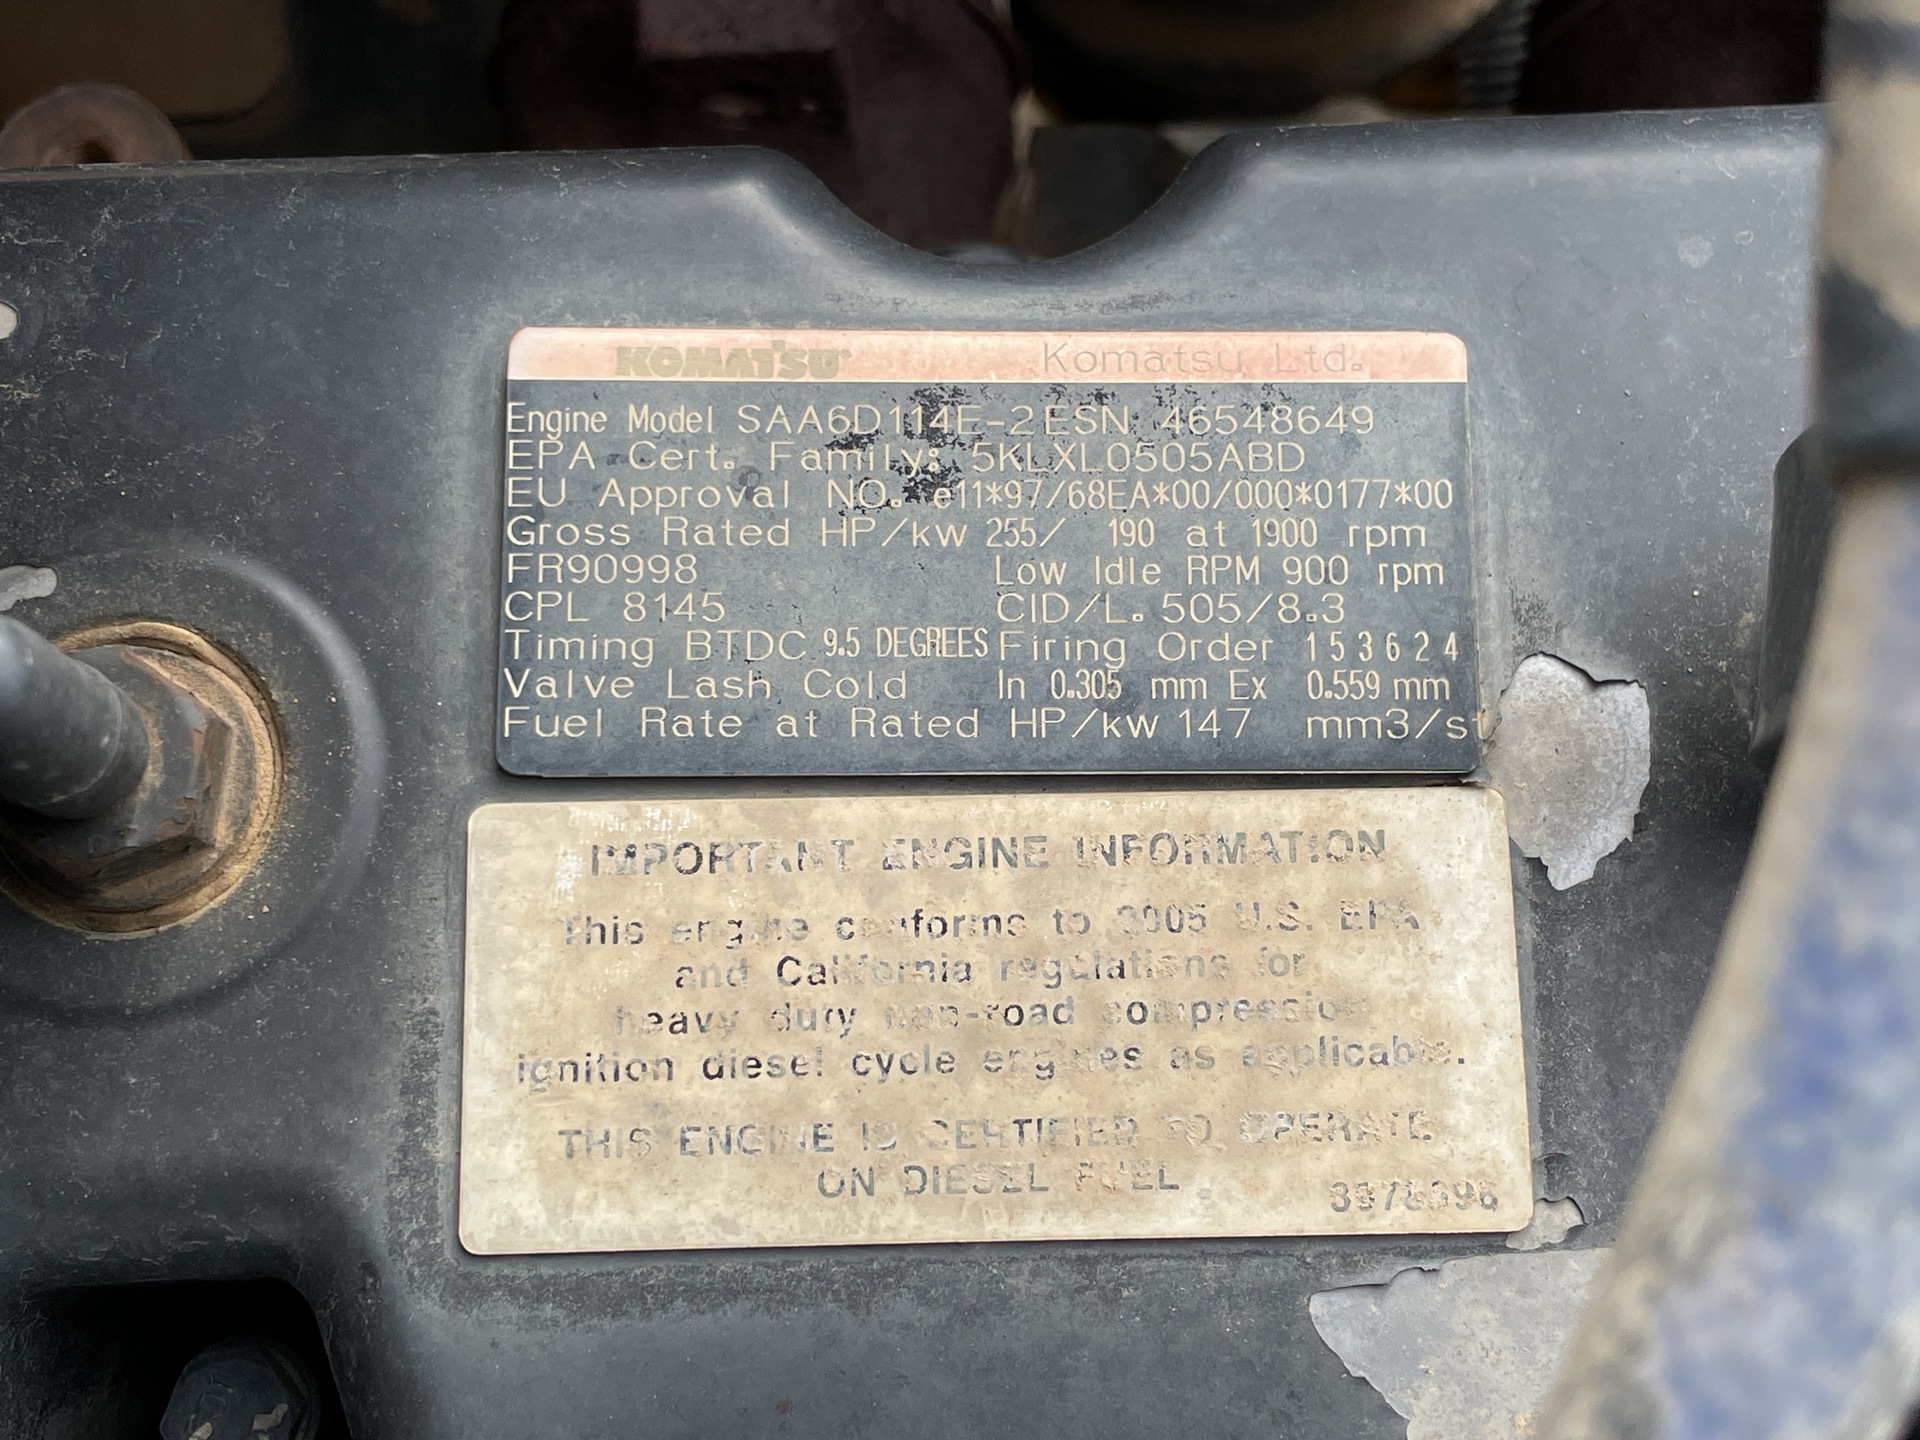 KOMATSU Komatsu Ltd.
Engine Model SAA6D114E-2 ESN 46548649
EPA Cert. Family: 5KLXL0505ABD
EU Approval NO. e11*97/68EA*00/000*0177*00
Gross Rated HP/kw 255/ 190 at 1900 rpm
FR90998 Low Idle RPM 900 rpm
CPL 8145 CID/L. 505/8.3
Timing BTDC 9.5 DEGREES Firing Order 1 5 3 6 2 4
Valve Lash Cold In 0.305 mm Ex 0.559 mm
Fuel Rate at Rated HP/kw 147 mm3/st
IMPORTANT ENGINE INFORMATION
This engine conforms to 2005 U.S. EPA
and California regulations for
heavy duty non-road compression
ignition diesel cycle engines as applicable.
THIS ENGINE IS CERTIFIED TO OPERATE
ON DIESEL FUEL